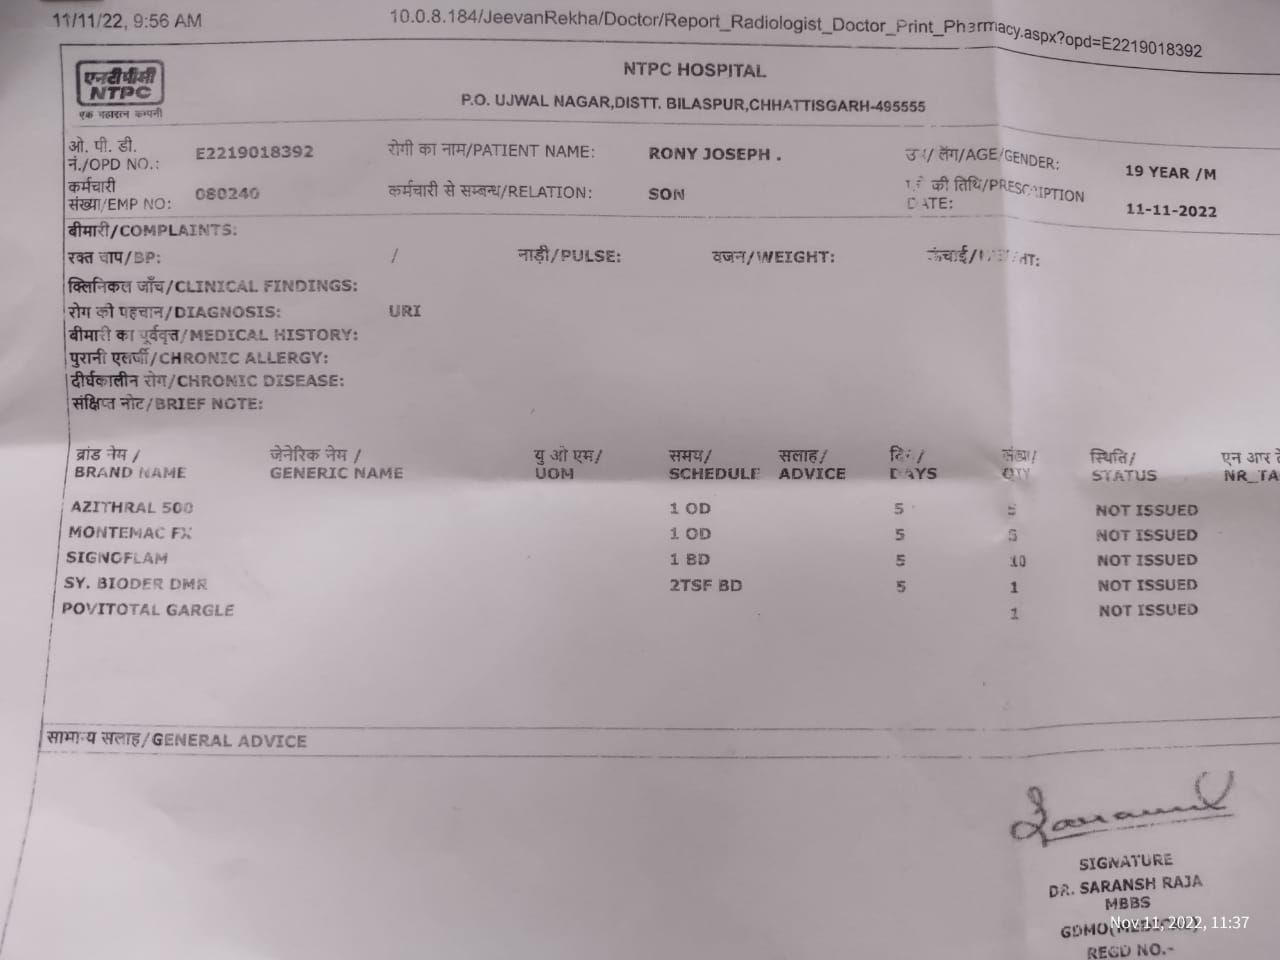 11/11/22, 9:56 AM 10.0.8.184/JeevanRekha/Doctor/Report_Radiologist_Doctor_Print_Pharmacy.aspx?opd=E2219018392
एनटीपीसी
NTPC
एक महारत्न कम्पनी
NTPC HOSPITAL
P.O. UJWAL NAGAR,DISTT. BILASPUR,CHHATTISGARH-495555
ओ. पी. डी. नं./OPD NO.: E2219018392 रोगी का नाम/PATIENT NAME: RONY JOSEPH . /AGE/GENDER: 19 YEAR /M
कर्मचारी संख्या/EMP NO: 080240 कर्मचारी से सम्बन्ध/RELATION: SON की तिथि/PRESCRIPTION DATE: 11-11-2022
बीमारी/COMPLAINTS:
रक्त चाप/BP: / नाड़ी/PULSE: वजन/WEIGHT: ऊंचाई/HEIGHT:
क्लिनिकल जाँच/CLINICAL FINDINGS:
रोग की पहचान/DIAGNOSIS: URI
बीमारी का पूर्ववृत्त/MEDICAL HISTORY:
पुरानी एलर्जी/CHRONIC ALLERGY:
दीर्घकालीन रोग/CHRONIC DISEASE:
संक्षिप्त नोट/BRIEF NOTE:
ब्रांड नेम / जेनेरिक नेम / यु ओ एम/ समय/ सलाह/ दिन/ संख्या/ स्थिति/ एन आर
BRAND NAME GENERIC NAME UOM SCHEDULE ADVICE DAYS QTY STATUS NR_TA
AZITHRAL 500 1 OD 5 5 NOT ISSUED
MONTEMAC FX 1 OD 5 5 NOT ISSUED
SIGNOFLAM 1 BD 5 10 NOT ISSUED
SY. BIODER DMR 2TSF BD 5 1 NOT ISSUED
POVITOTAL GARGLE 1 NOT ISSUED
सामान्य सलाह/GENERAL ADVICE
SIGNATURE
DR. SARANSH RAJA
MBBS
GDMO
Nov 11, 2022, 11:37
REGD NO.-